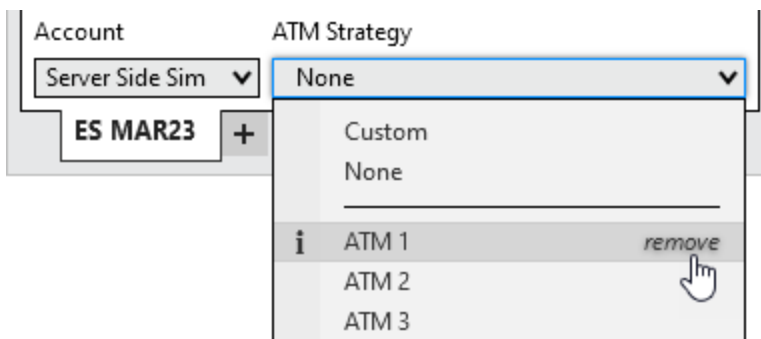 Account ATM Strategy
Server Side Sim None
ES MAR23 +
Custom
None
i ATM 1 remove
ATM 2
ATM 3